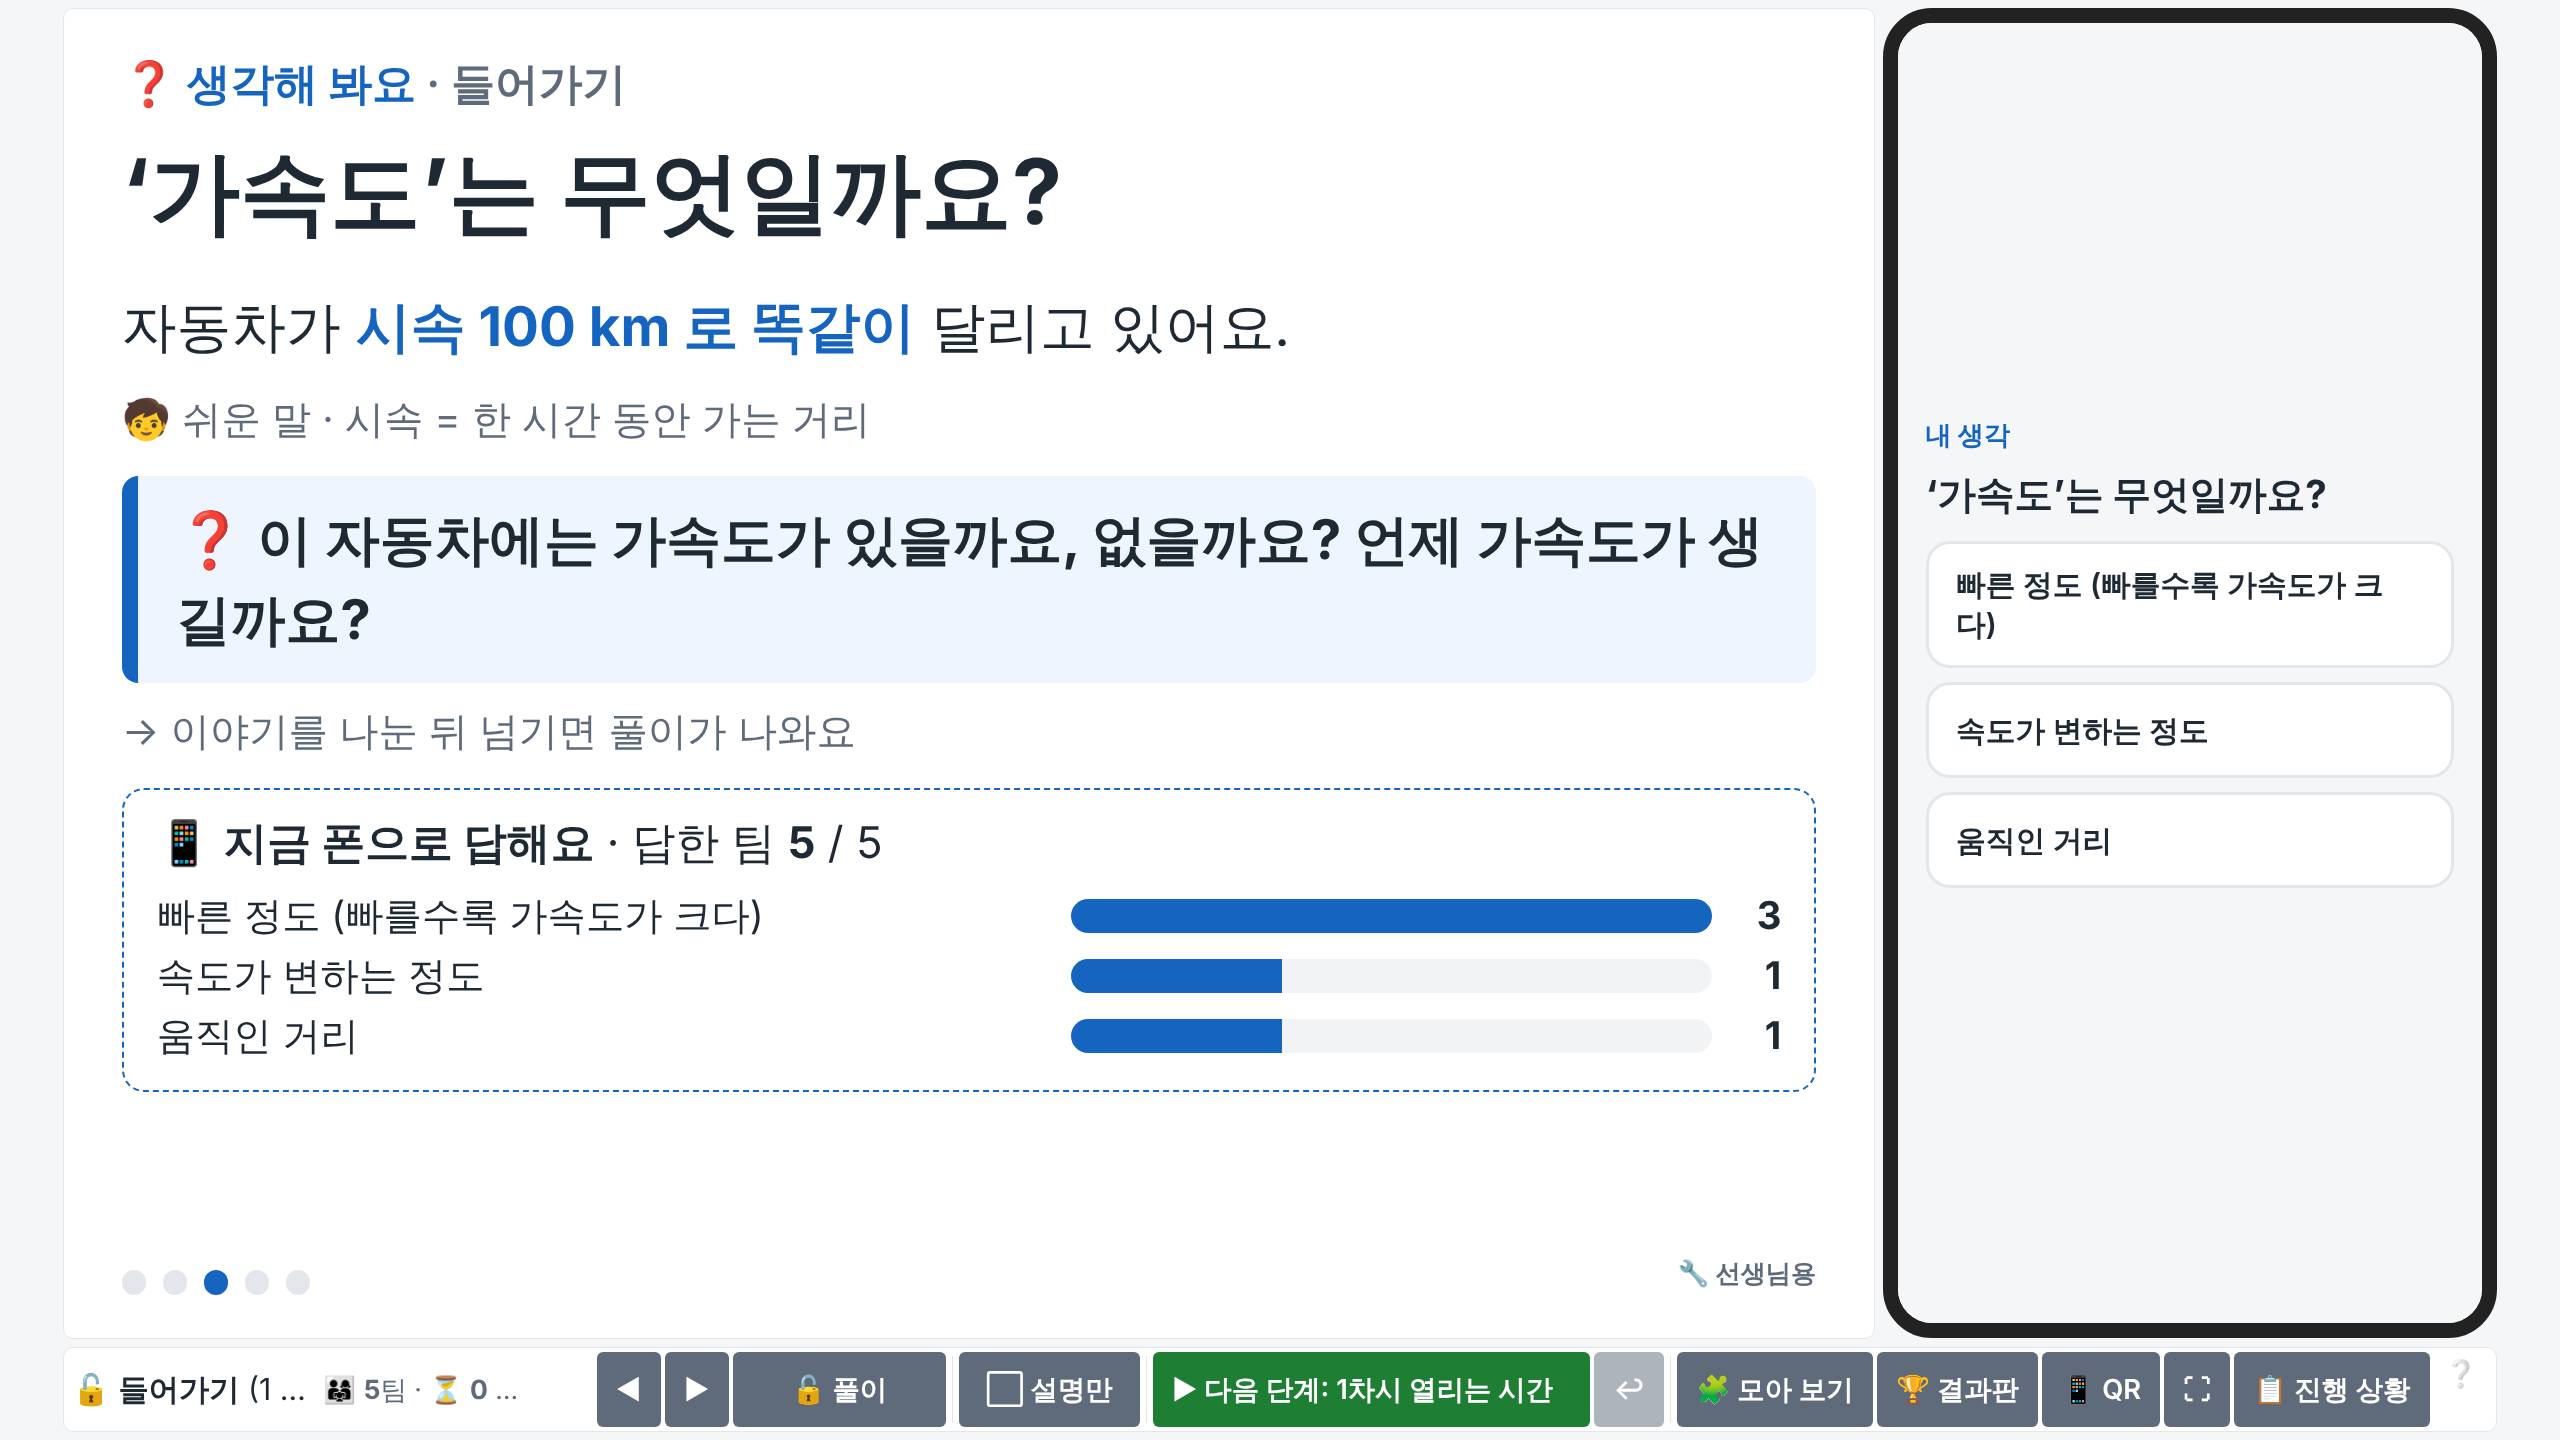 ❓ 생각해 봐요 · 들어가기
‘가속도’는 무엇일까요?
자동차가 시속 100 km 로 똑같이 달리고 있어요.
🧒 쉬운 말 · 시속 = 한 시간 동안 가는 거리
❓ 이 자동차에는 가속도가 있을까요, 없을까요? 언제 가속도가 생
길까요?
→ 이야기를 나눈 뒤 넘기면 풀이가 나와요
📱 지금 폰으로 답해요 · 답한 팀 5 / 5
빠른 정도 (빠를수록 가속도가 크다) 3
속도가 변하는 정도 1
움직인 거리 1
🔧 선생님용
내 생각
‘가속도’는 무엇일까요?
빠른 정도 (빠를수록 가속도가 크
다)
속도가 변하는 정도
움직인 거리
🔓 들어가기 (1 ... 👨‍👩‍👧 5팀 · ⏳ 0 ... ◀ ▶ 🔓 풀이 설명만 ▶ 다음 단계: 1차시 열리는 시간 ↩ 🧩 모아 보기 🏆 결과판 📱 QR ⛶ 📋 진행 상황 ❔